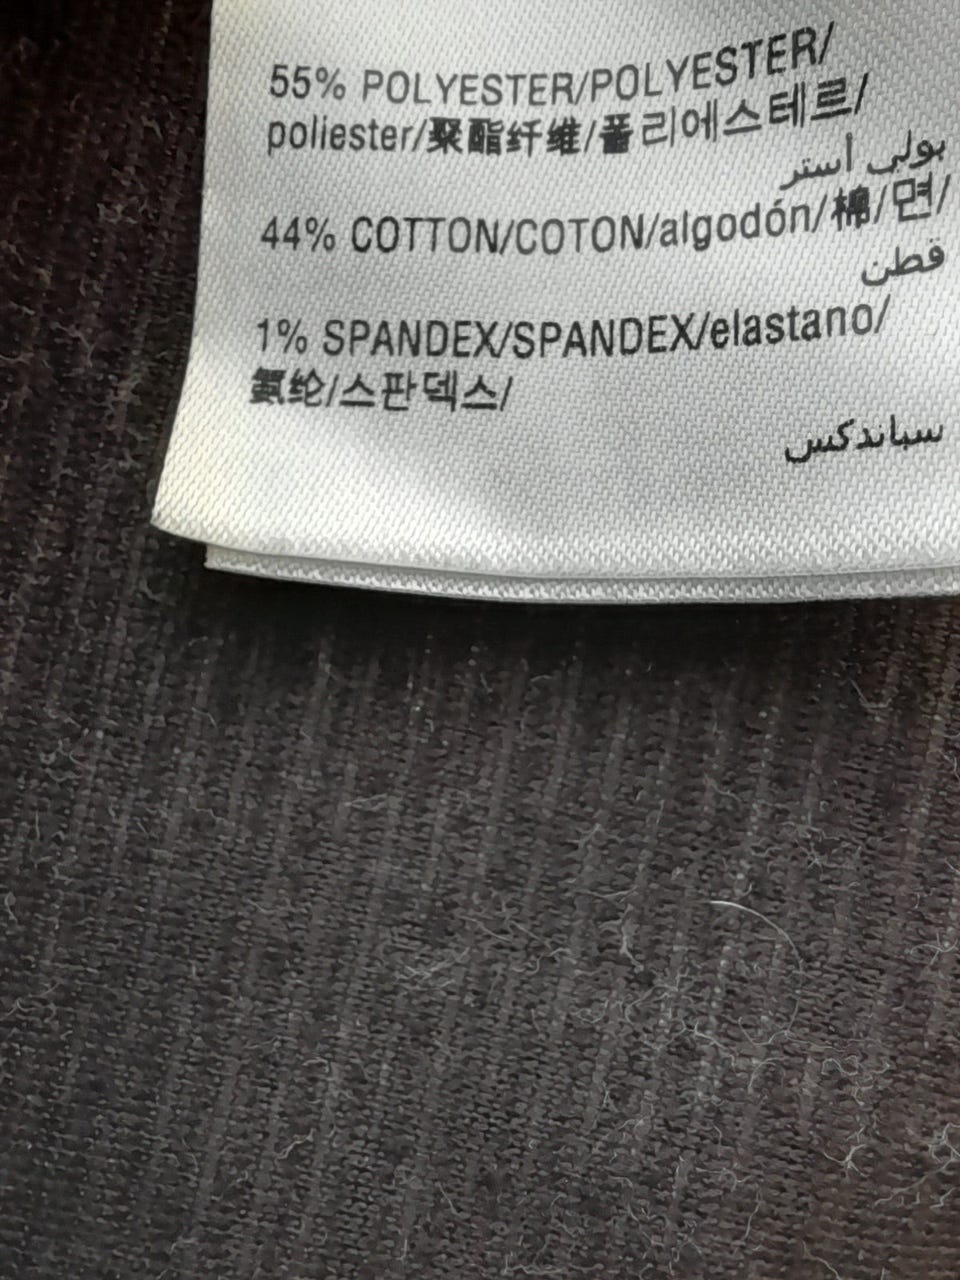 55% POLYESTER/POLYESTER/
poliester/聚酯纤维/폴리에스테르/
بولي أستر
44% COTTON/COTON/algodón/棉/면/
قطن
1% SPANDEX/SPANDEX/elastano/
氨纶/스판덱스/
سباندكس